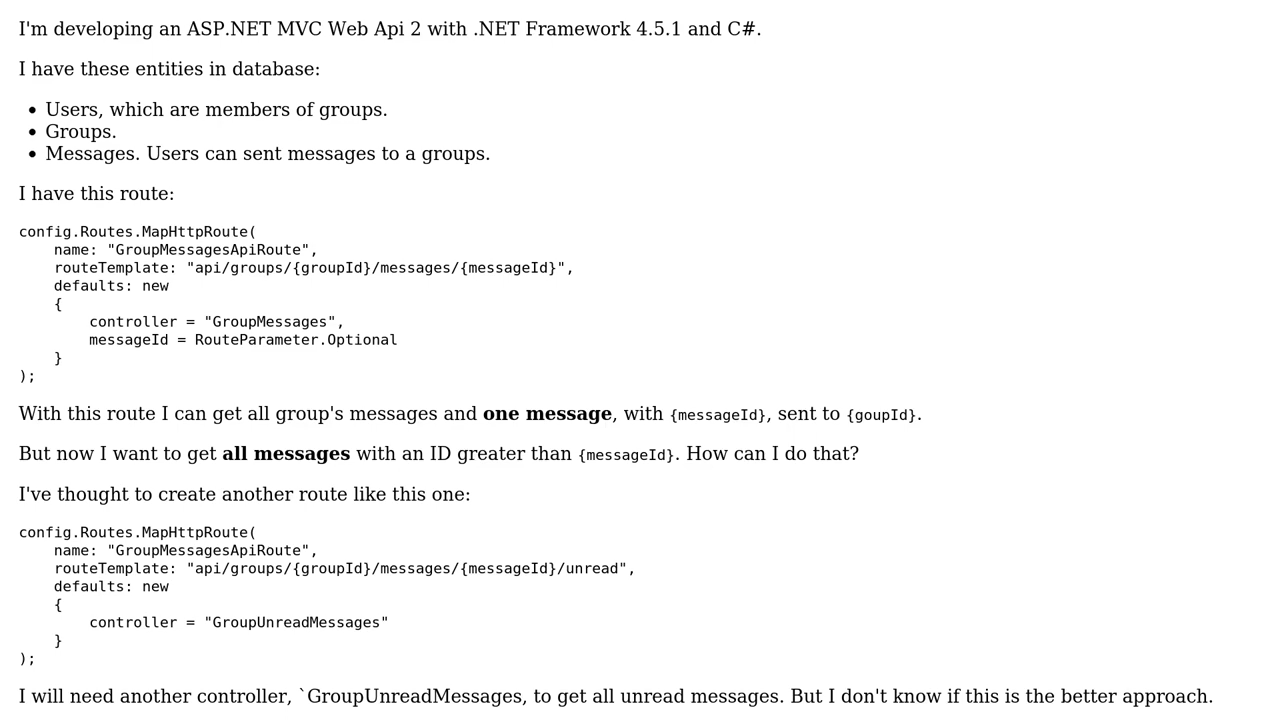 I'm developing an ASP.NET MVC Web Api 2 with .NET Framework 4.5.1 and C#.
I have these entities in database:
• Users, which are members of groups.
• Groups.
• Messages. Users can sent messages to a groups.
I have this route:
config.Routes.MapHttpRoute(
    name: "GroupMessagesApiRoute",
    routeTemplate: "api/groups/{groupId}/messages/{messageId}",
    defaults: new
    {
        controller = "GroupMessages",
        messageId = RouteParameter.Optional
    }
);
With this route I can get all group's messages and one message, with {messageId}, sent to {goupId}.
But now I want to get all messages with an ID greater than {messageId}. How can I do that?
I've thought to create another route like this one:
config.Routes.MapHttpRoute(
    name: "GroupMessagesApiRoute",
    routeTemplate: "api/groups/{groupId}/messages/{messageId}/unread",
    defaults: new
    {
        controller = "GroupUnreadMessages"
    }
);
I will need another controller, `GroupUnreadMessages, to get all unread messages. But I don't know if this is the better approach.